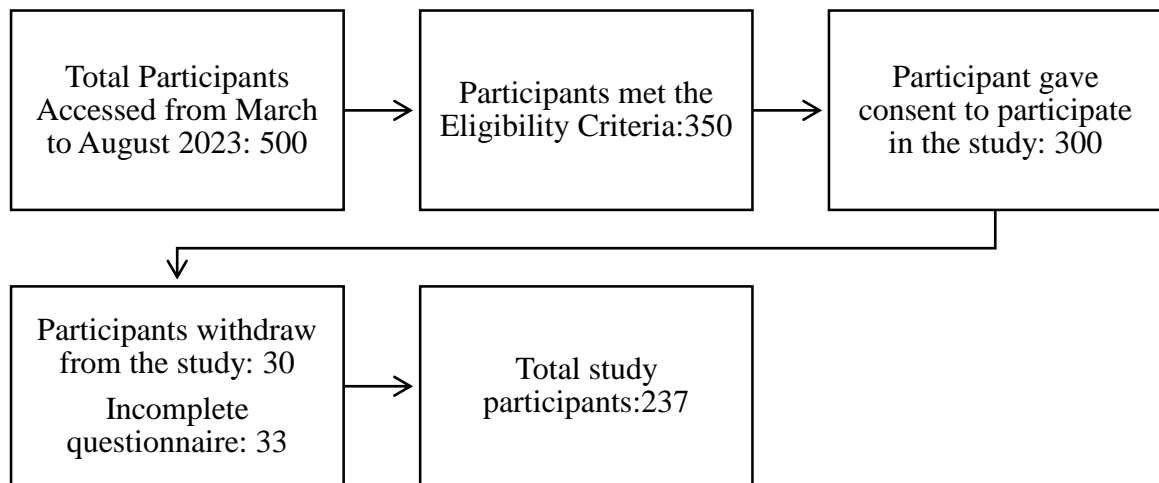 Total Participants
Accessed from March
to August 2023: 500
Participants met the
Eligibility Criteria:350
Participant gave
consent to participate
in the study: 300
Participants withdraw
from the study: 30
Incomplete
questionnaire: 33
Total study
participants:237